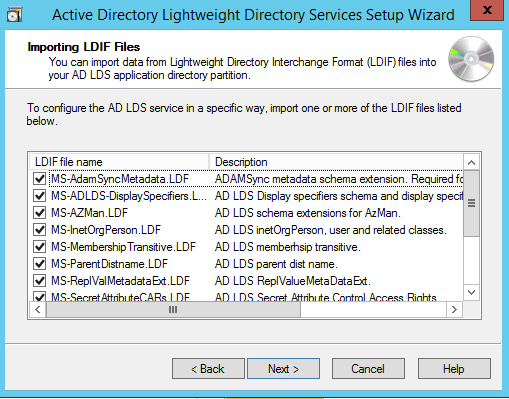 Active Directory Lightweight Directory Services Setup Wizard
x
Importing LDIF Files
You can import data from Lightweight Directory Interchange Format (LDIF) files into
your AD LDS application directory partition.
To configure the AD LDS service in a specific way, import one or more of the LDIF files listed
below.
LDIF file name Description
MS-AdamSyncMetadata.LDF ADAMSync metadata schema extension. Required fo
MS-ADLDS-DisplaySpecifiers.L... AD LDS Display specifiers schema and display specif
MS-AZMan.LDF AD LDS schema extensions for AzMan.
MS-InetOrgPerson.LDF AD LDS inetOrgPerson, user and related classes.
MS-MembershipTransitive.LDF AD LDS memberhsip transitive.
MS-ParentDistname.LDF AD LDS parent dist name.
MS-ReplValMetadataExt.LDF AD LDS ReplValueMetaDataExt.
MS-SecretAttributeCARs.LDF AD LDS Secret Attribute Control Access Rights
< Back Next > Cancel Help